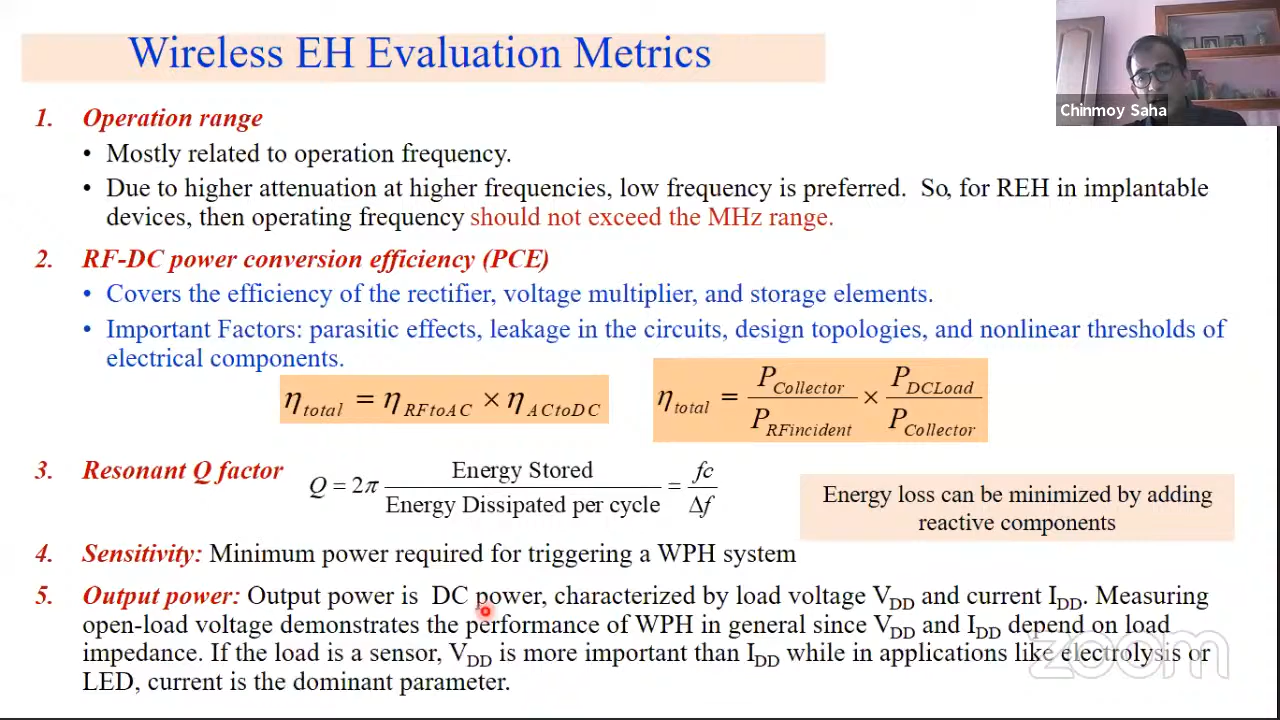 Wireless EH Evaluation Metrics
Chinmoy Saha
1. Operation range
• Mostly related to operation frequency.
• Due to higher attenuation at higher frequencies, low frequency is preferred. So, for REH in implantable
devices, then operating frequency should not exceed the MHz range.
2. RF-DC power conversion efficiency (PCE)
• Covers the efficiency of the rectifier, voltage multiplier, and storage elements.
• Important Factors: parasitic effects, leakage in the circuits, design topologies, and nonlinear thresholds of
electrical components.
η_total = η_RFtoAC × η_ACtoDC
η_total = P_Collector / P_RFincident × P_DCLoad / P_Collector
3. Resonant Q factor
Q = 2π Energy Stored / Energy Dissipated per cycle = fc / Δf
Energy loss can be minimized by adding
reactive components
4. Sensitivity: Minimum power required for triggering a WPH system
5. Output power: Output power is DC power, characterized by load voltage V_DD and current I_DD. Measuring
open-load voltage demonstrates the performance of WPH in general since V_DD and I_DD depend on load
impedance. If the load is a sensor, V_DD is more important than I_DD while in applications like electrolysis or
LED, current is the dominant parameter.
zoom